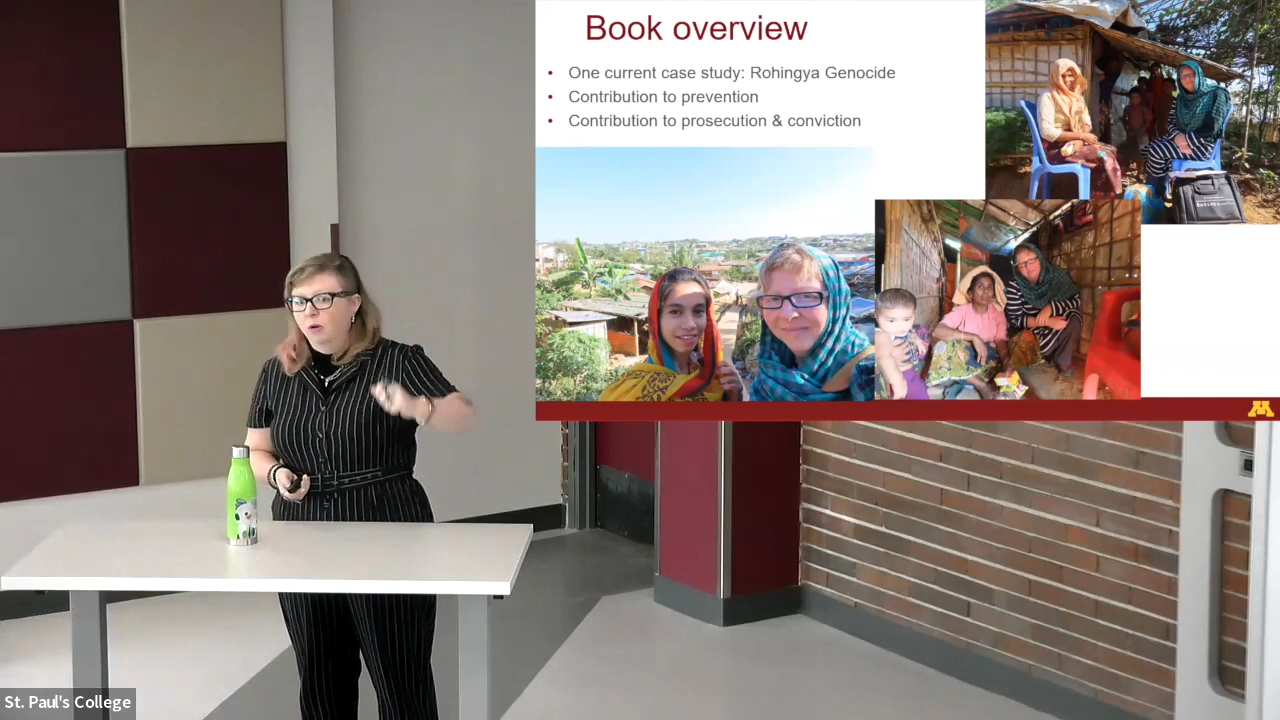 Book overview
• One current case study: Rohingya Genocide
• Contribution to prevention
• Contribution to prosecution & conviction
M
St. Paul's College